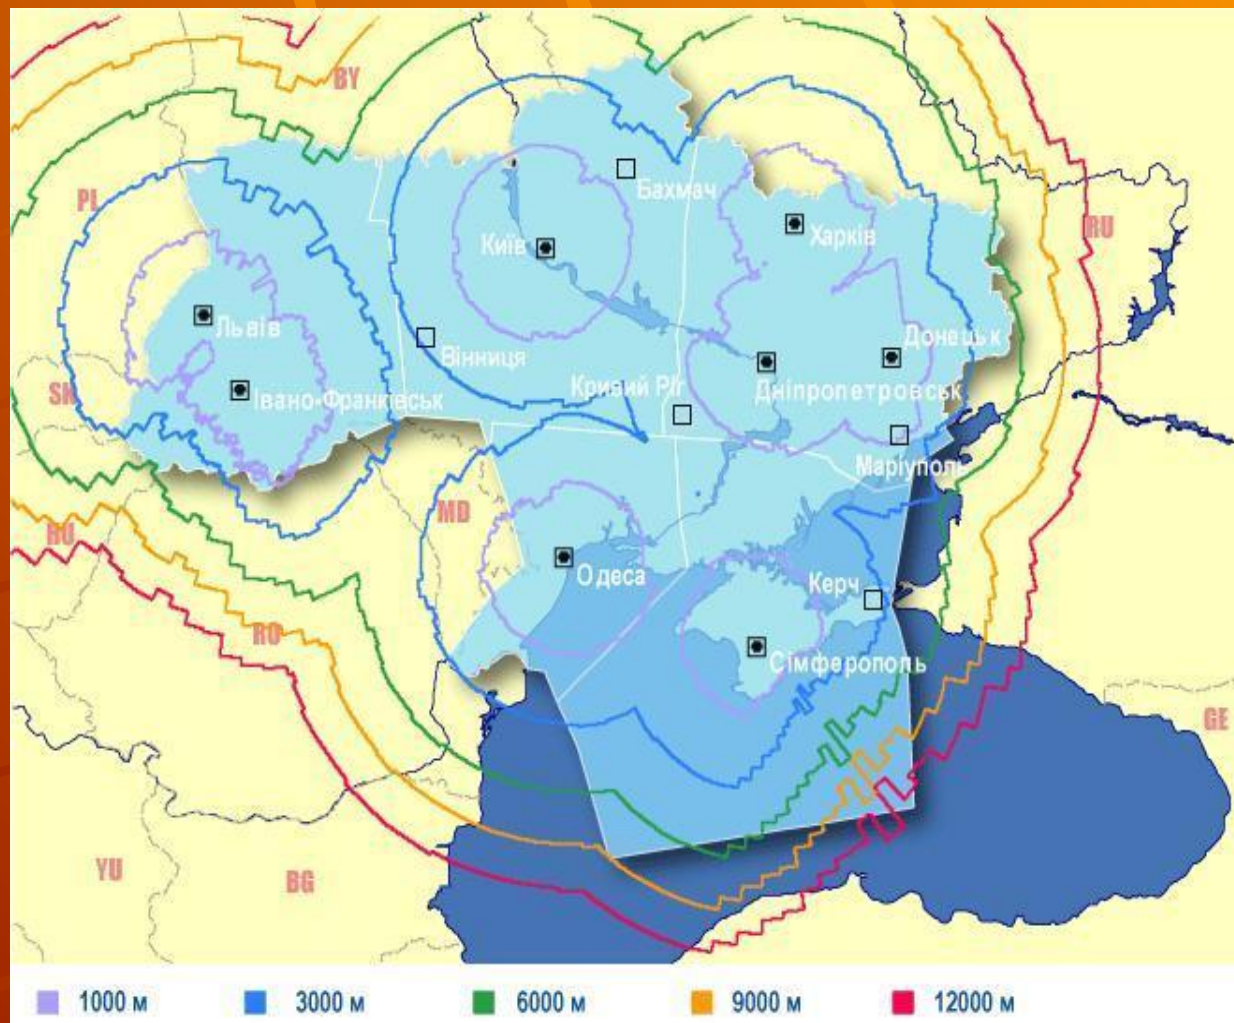 BY
Бахмач
PL
Харків
RU
Київ
Львів
Донецьк
Вінниця
Кривий Ріг
Дніпропетровськ
SK
Івано-Франківськ
Маріуполь
MD
HU
Одеса
Керч
RO
Сімферополь
GE
YU
BG
1000 м
3000 м
6000 м
9000 м
12000 м